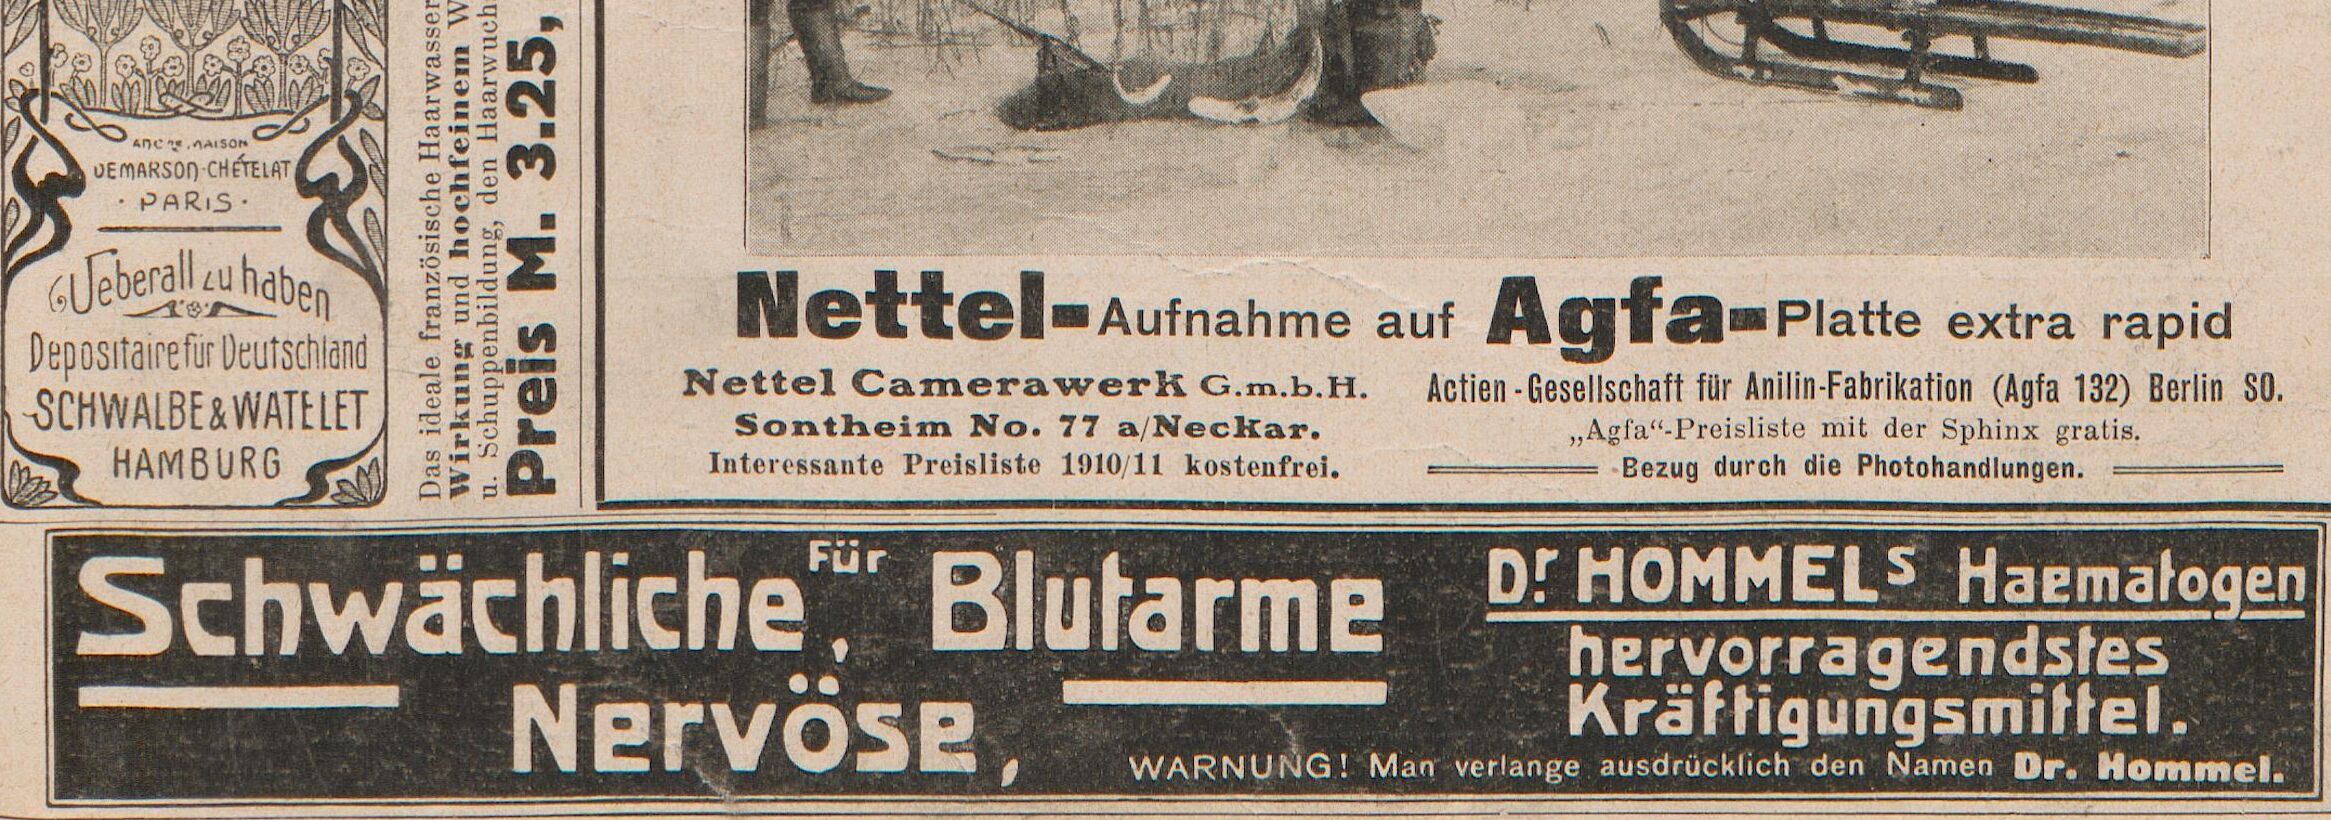 ANC NE. MAISON
DEMARSON-CHÉTELAT
· PARIS ·
Ueberall zu haben
Depositaire für Deutschland
SCHWALBE & WATELET
HAMBURG
Das ideale französische Haarwasser
Wirkung und hochfeinem
u. Schuppenbildung, den Haarwuchs
Preis M. 3.25,
Nettel-Aufnahme auf Agfa-Platte extra rapid
Nettel Camerawerk G.m.b.H.
Sontheim No. 77 a/Neckar.
Interessante Preisliste 1910/11 kostenfrei.
Actien-Gesellschaft für Anilin-Fabrikation (Agfa 132) Berlin SO.
„Agfa“-Preisliste mit der Sphinx gratis.
Bezug durch die Photohandlungen.
Für
Schwächliche, Blutarme
Nervöse,
Dr. HOMMELS Haematogen
hervorragendstes
Kräftigungsmittel.
WARNUNG! Man verlange ausdrücklich den Namen Dr. Hommel.